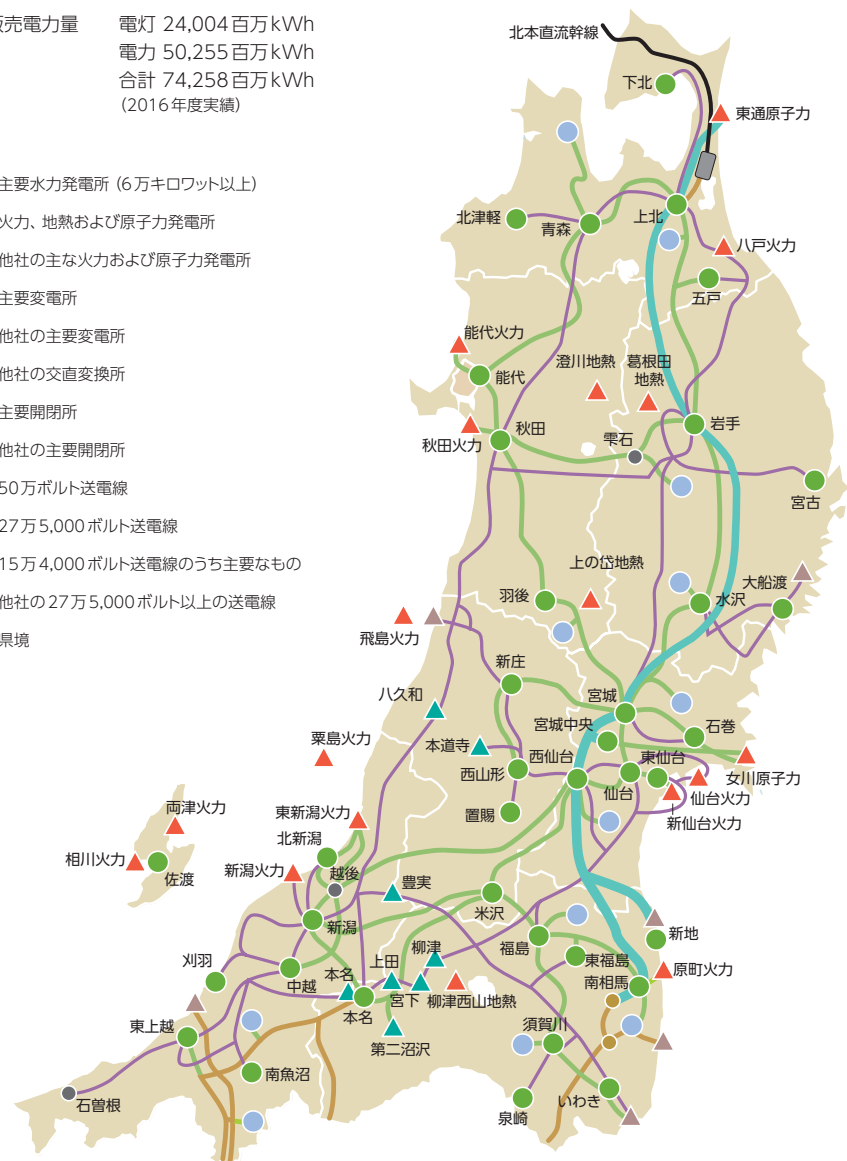 販売電力量 電灯 24,004百万kWh
電力 50,255百万kWh
合計 74,258百万kWh
(2016年度実績)
主要水力発電所(6万キロワット以上)
火力、地熱および原子力発電所
他社の主な火力および原子力発電所
主要変電所
他社の主要変電所
他社の交直変換所
主要開閉所
他社の主要開閉所
50万ボルト送電線
27万5,000ボルト送電線
15万4,000ボルト送電線のうち主要なもの
他社の27万5,000ボルト以上の送電線
県境
北本直流幹線
下北
東通原子力
北津軽
青森
上北
八戸火力
五戸
能代火力
能代
澄川地熱
葛根田
地熱
秋田火力
秋田
雫石
岩手
宮古
上の岱地熱
羽後
大船渡
水沢
飛島火力
新庄
八久和
宮城
宮城中央
石巻
粟島火力
本道寺
西山形
西仙台
東仙台
仙台
女川原子力
仙台火力
新仙台火力
置賜
両津火力
相川火力
佐渡
東新潟火力
北新潟
新潟火力
越後
豊実
新潟
米沢
福島
新地
東福島
原町火力
南相馬
刈羽
中越
上田
柳津
本名
本名
宮下
柳津西山地熱
第二沼沢
須賀川
東上越
南魚沼
石曽根
泉崎
いわき